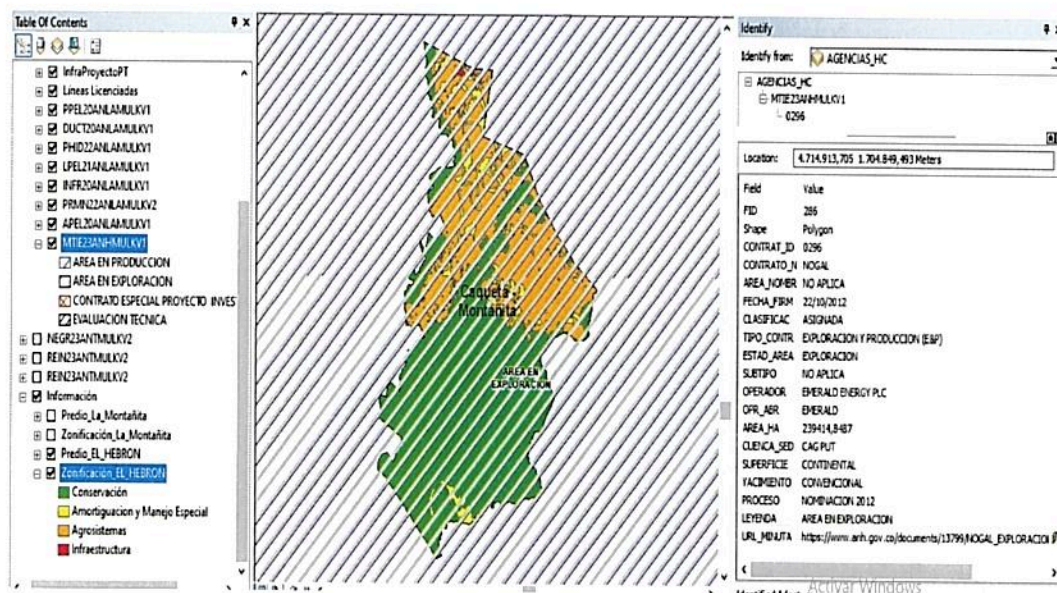 Table Of Contents
InfraProyectoPT
Líneas Licenciadas
PPEL20ANLAMULKV1
DUCT20ANLAMULKV1
PHID22ANLAMULKV1
LPEL21ANLAMULKV1
INFR20ANLAMULKV1
PRMN22ANLAMULKV2
APEL20ANLAMULKV1
MTIE23ANHMULKV1
AREA EN PRODUCCION
AREA EN EXPLORACION
CONTRATO ESPECIAL PROYECTO INVES
EVALUACION TECNICA
NEGR23ANTMULKV2
REIN23ANTMULKV2
REIN23ANTMULKV2
Información
Predio_La_Montañita
Zonificación_La_Montañita
Predio_EL_HEBRON
Zonificación_EL_HEBRON
Conservación
Amortiguacion y Manejo Especial
Agrosistemas
Infraestructura
Caquetá
Montañita
AREA EN
EXPLORACION
Identify
Identify from: AGENCIAS_HC
AGENCIAS_HC
MTIE23ANHMULKV1
0296
Location: 4.714.913,705 1.704.849,493 Meters
Field Value
FID 286
Shape Polygon
CONTRAT_ID 0296
CONTRATO_N NOGAL
AREA_NOMBR NO APLICA
FECHA_FIRM 22/10/2012
CLASIFICAC ASIGNADA
TIPO_CONTR EXPLORACION Y PRODUCCION (E&P)
ESTAD_AREA EXPLORACION
SUBTIPO NO APLICA
OPERADOR EMERALD ENERGY PLC
OPR_ABR EMERALD
AREA_HA 239414,8487
CUENCA_SED CAG PUT
SUPERFICIE CONTINENTAL
YACIMIENTO CONVENCIONAL
PROCESO NOMINACION 2012
LEYENDA AREA EN EXPLORACION
URL_MINUTA https://www.anh.gov.co/documents/13799/NOGAL_EXPLORACION
Activar Windows